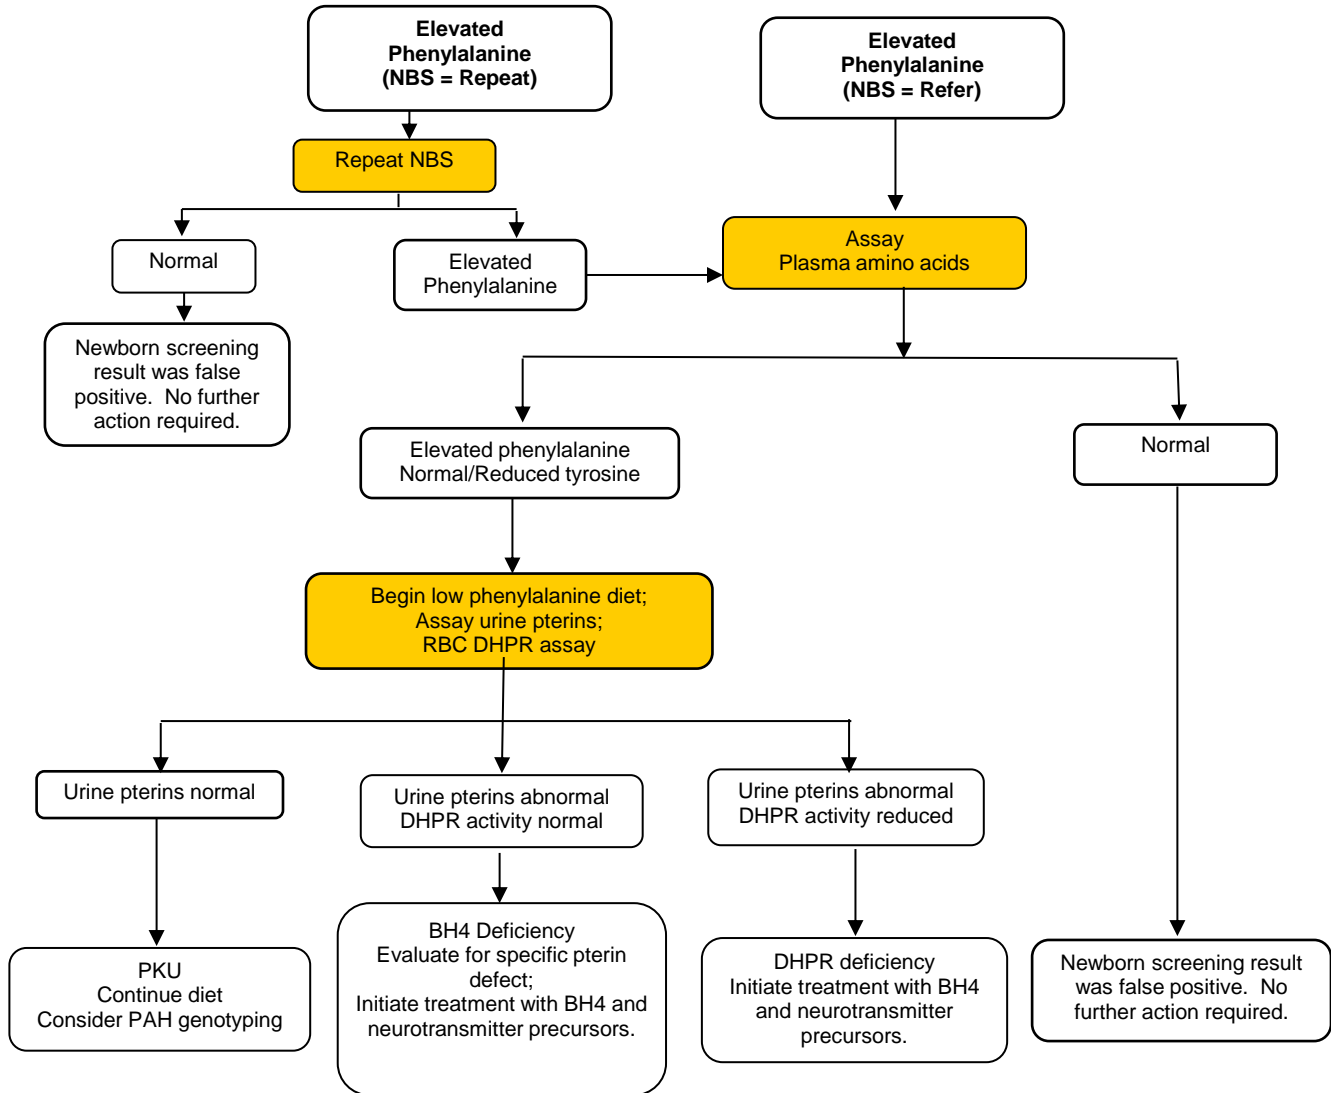 Elevated
Phenylalanine
(NBS = Repeat)
Elevated
Phenylalanine
(NBS = Refer)
Repeat NBS
Normal
Elevated
Phenylalanine
Assay
Plasma amino acids
Newborn screening
result was false
positive.  No further
action required.
Elevated phenylalanine
Normal/Reduced tyrosine
Normal
Begin low phenylalanine diet;
Assay urine pterins;
RBC DHPR assay
Urine pterins normal
Urine pterins abnormal
DHPR activity normal
Urine pterins abnormal
DHPR activity reduced
PKU
Continue diet
Consider PAH genotyping
BH4 Deficiency
Evaluate for specific pterin
defect;
Initiate treatment with BH4 and
neurotransmitter precursors.
DHPR deficiency
Initiate treatment with BH4
and neurotransmitter
precursors.
Newborn screening result
was false positive.  No
further action required.